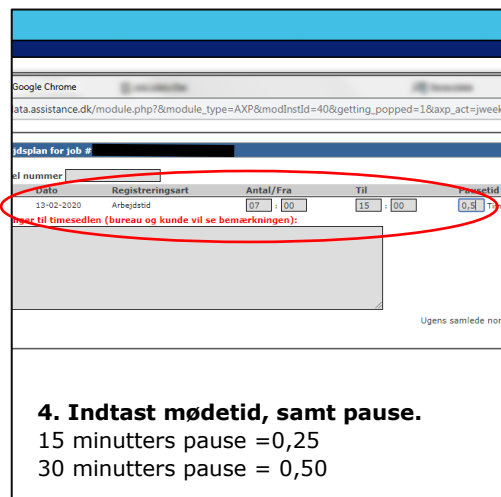 Google Chrome
data.assistance.dk/module.php?&module_type=AXP&modInstId=40&getting_popped=1&axp_act=jweek
jdsplan for job #
el nummer
Dato Registreringsart Antal/Fra Til Pausetid
13-02-2020 Arbejdstid 07 : 00 15 : 00 0,5 Tim
nger til timesedlen (bureau og kunde vil se bemærkningen):
Ugens samlede nor
4. Indtast mødetid, samt pause.
15 minutters pause =0,25
30 minutters pause = 0,50